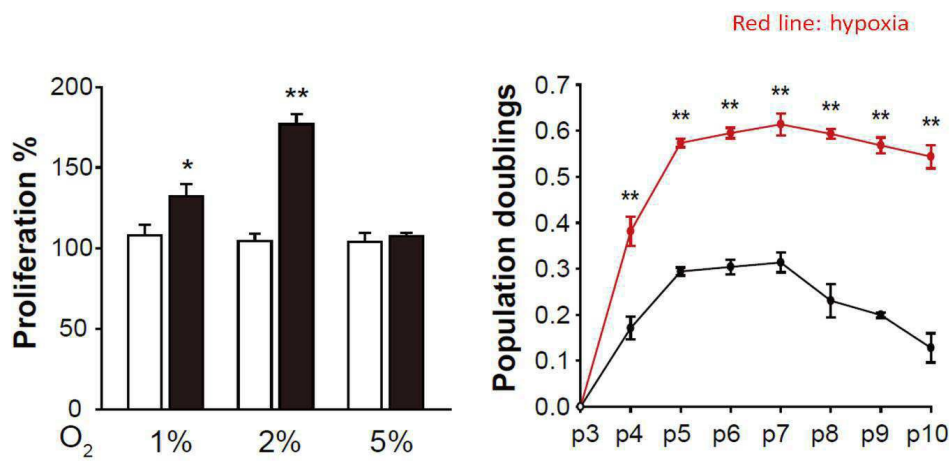 Red line: hypoxia
Proliferation %
200
150
100
50
0
*
**
O2
1%
2%
5%
Population doublings
0.7
0.6
0.5
0.4
0.3
0.2
0.1
0.0
**
**
**
**
**
**
**
p3
p4
p5
p6
p7
p8
p9
p10